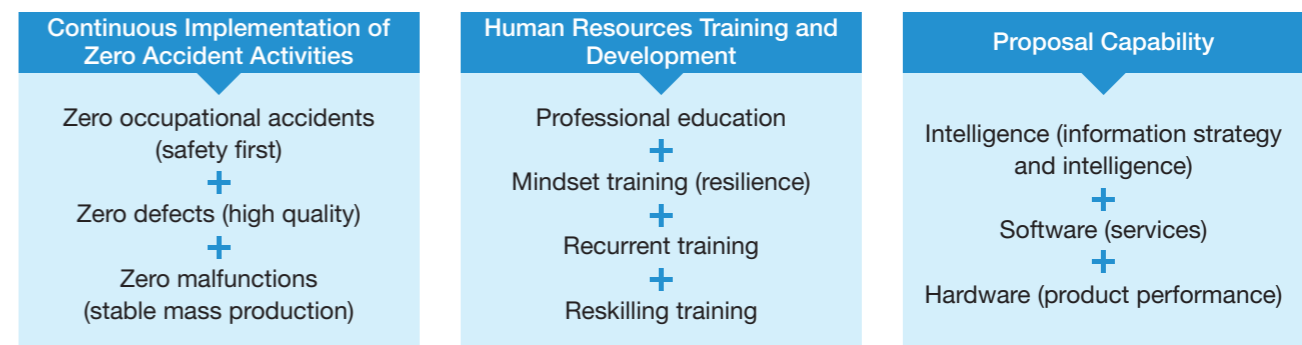 Continuous Implementation of
Zero Accident Activities
Zero occupational accidents
(safety first)
+
Zero defects (high quality)
+
Zero malfunctions
(stable mass production)
Human Resources Training and
Development
Professional education
+
Mindset training (resilience)
+
Recurrent training
+
Reskilling training
Proposal Capability
Intelligence (information strategy
and intelligence)
+
Software (services)
+
Hardware (product performance)